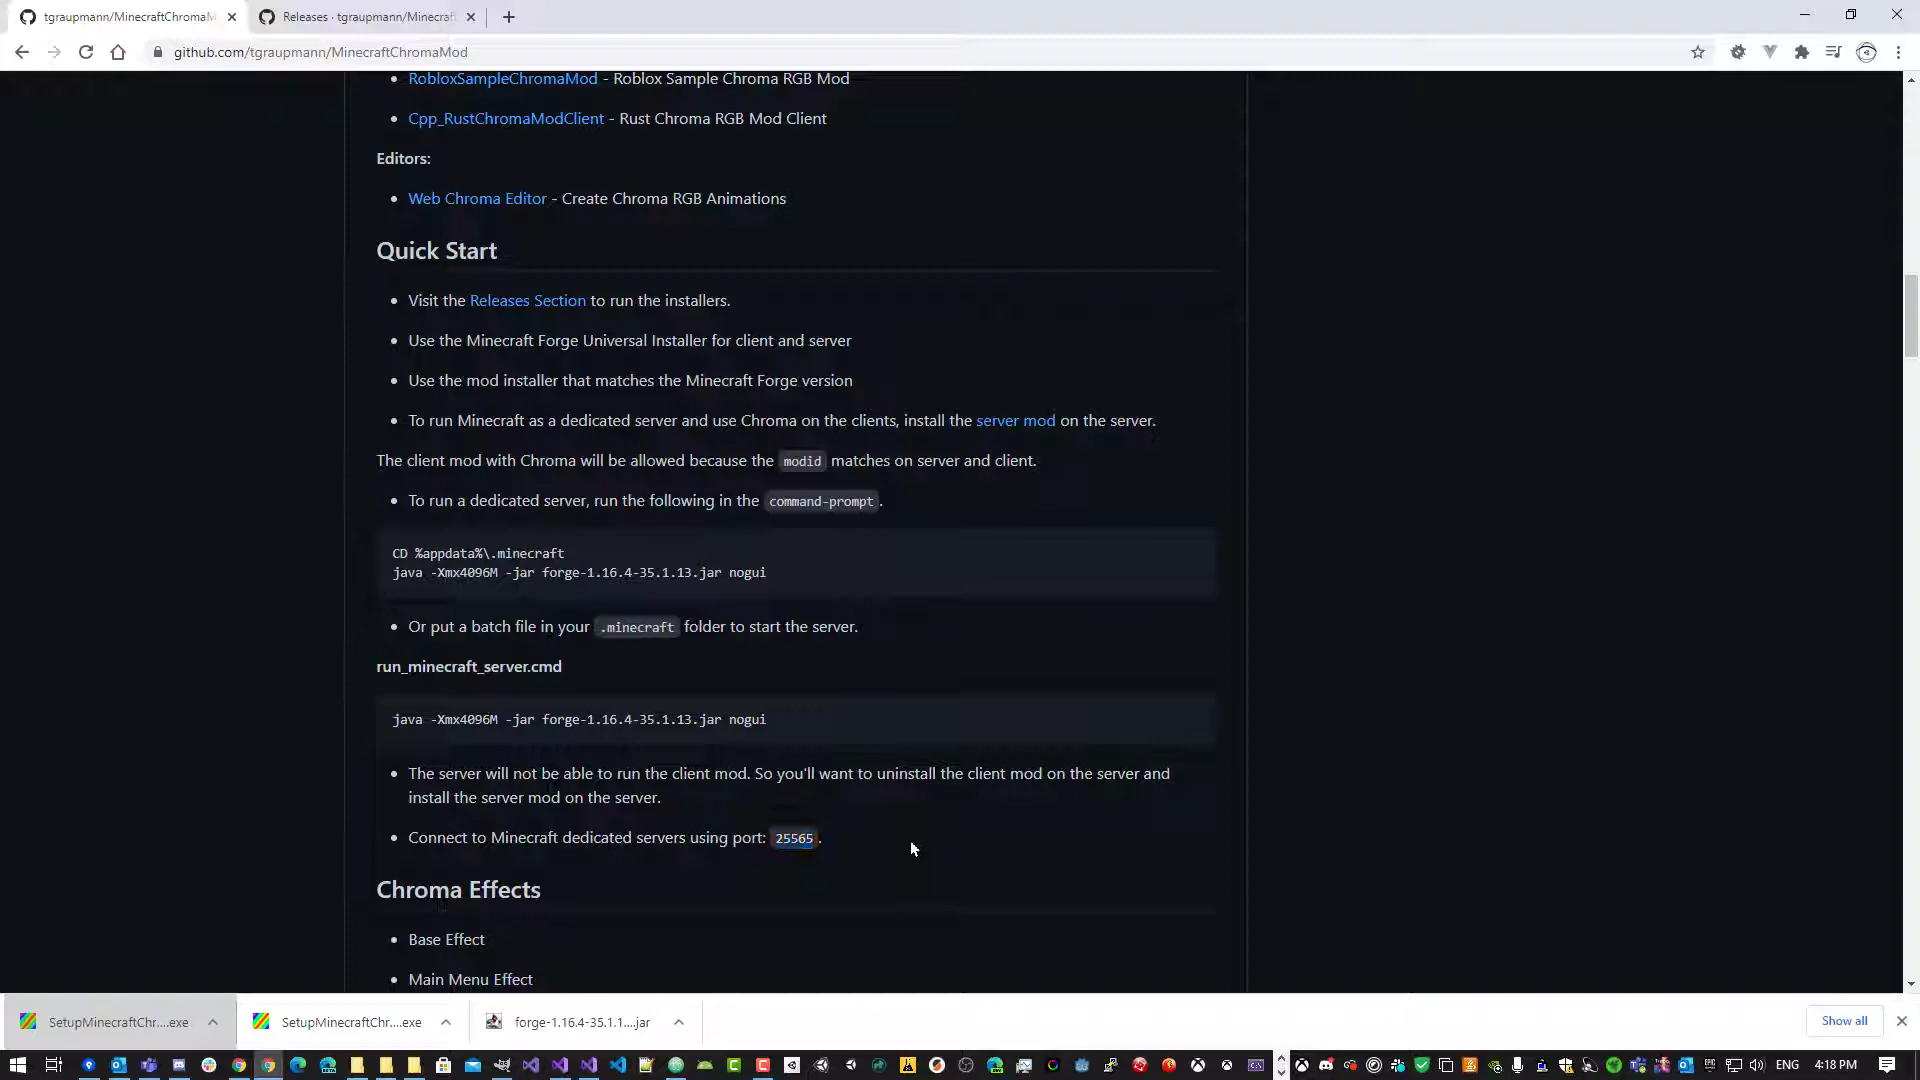 tgraupmann/MinecraftChromaM
Releases · tgraupmann/Minecraft
github.com/tgraupmann/MinecraftChromaMod
RobloxSampleChromaMod - Roblox Sample Chroma RGB Mod
Cpp_RustChromaModClient - Rust Chroma RGB Mod Client
Editors:
Web Chroma Editor - Create Chroma RGB Animations
Quick Start
Visit the Releases Section to run the installers.
Use the Minecraft Forge Universal Installer for client and server
Use the mod installer that matches the Minecraft Forge version
To run Minecraft as a dedicated server and use Chroma on the clients, install the server mod on the server.
The client mod with Chroma will be allowed because the modid matches on server and client.
To run a dedicated server, run the following in the command-prompt.
CD %appdata%\.minecraft
java -Xmx4096M -jar forge-1.16.4-35.1.13.jar nogui
Or put a batch file in your .minecraft folder to start the server.
run_minecraft_server.cmd
java -Xmx4096M -jar forge-1.16.4-35.1.13.jar nogui
The server will not be able to run the client mod. So you'll want to uninstall the client mod on the server and
install the server mod on the server.
Connect to Minecraft dedicated servers using port: 25565.
Chroma Effects
Base Effect
Main Menu Effect
SetupMinecraftChr....exe
SetupMinecraftChr....exe
forge-1.16.4-35.1.1....jar
Show all
ENG
4:18 PM